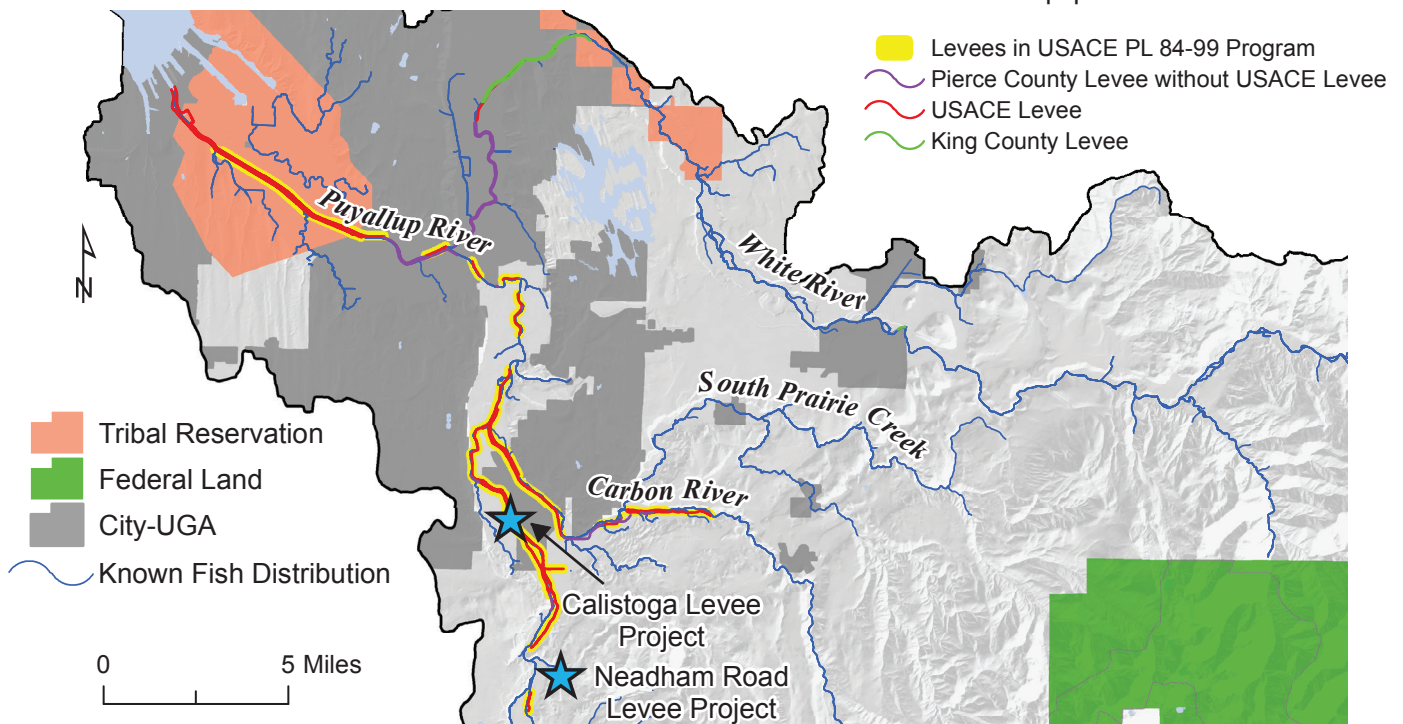 Levees in USACE PL 84-99 Program
Pierce County Levee without USACE Levee
USACE Levee
King County Levee
Puyallup River
White River
South Prairie Creek
Carbon River
N
Tribal Reservation
Federal Land
City-UGA
Known Fish Distribution
Calistoga Levee
Project
Neadham Road
Levee Project
0 5 Miles